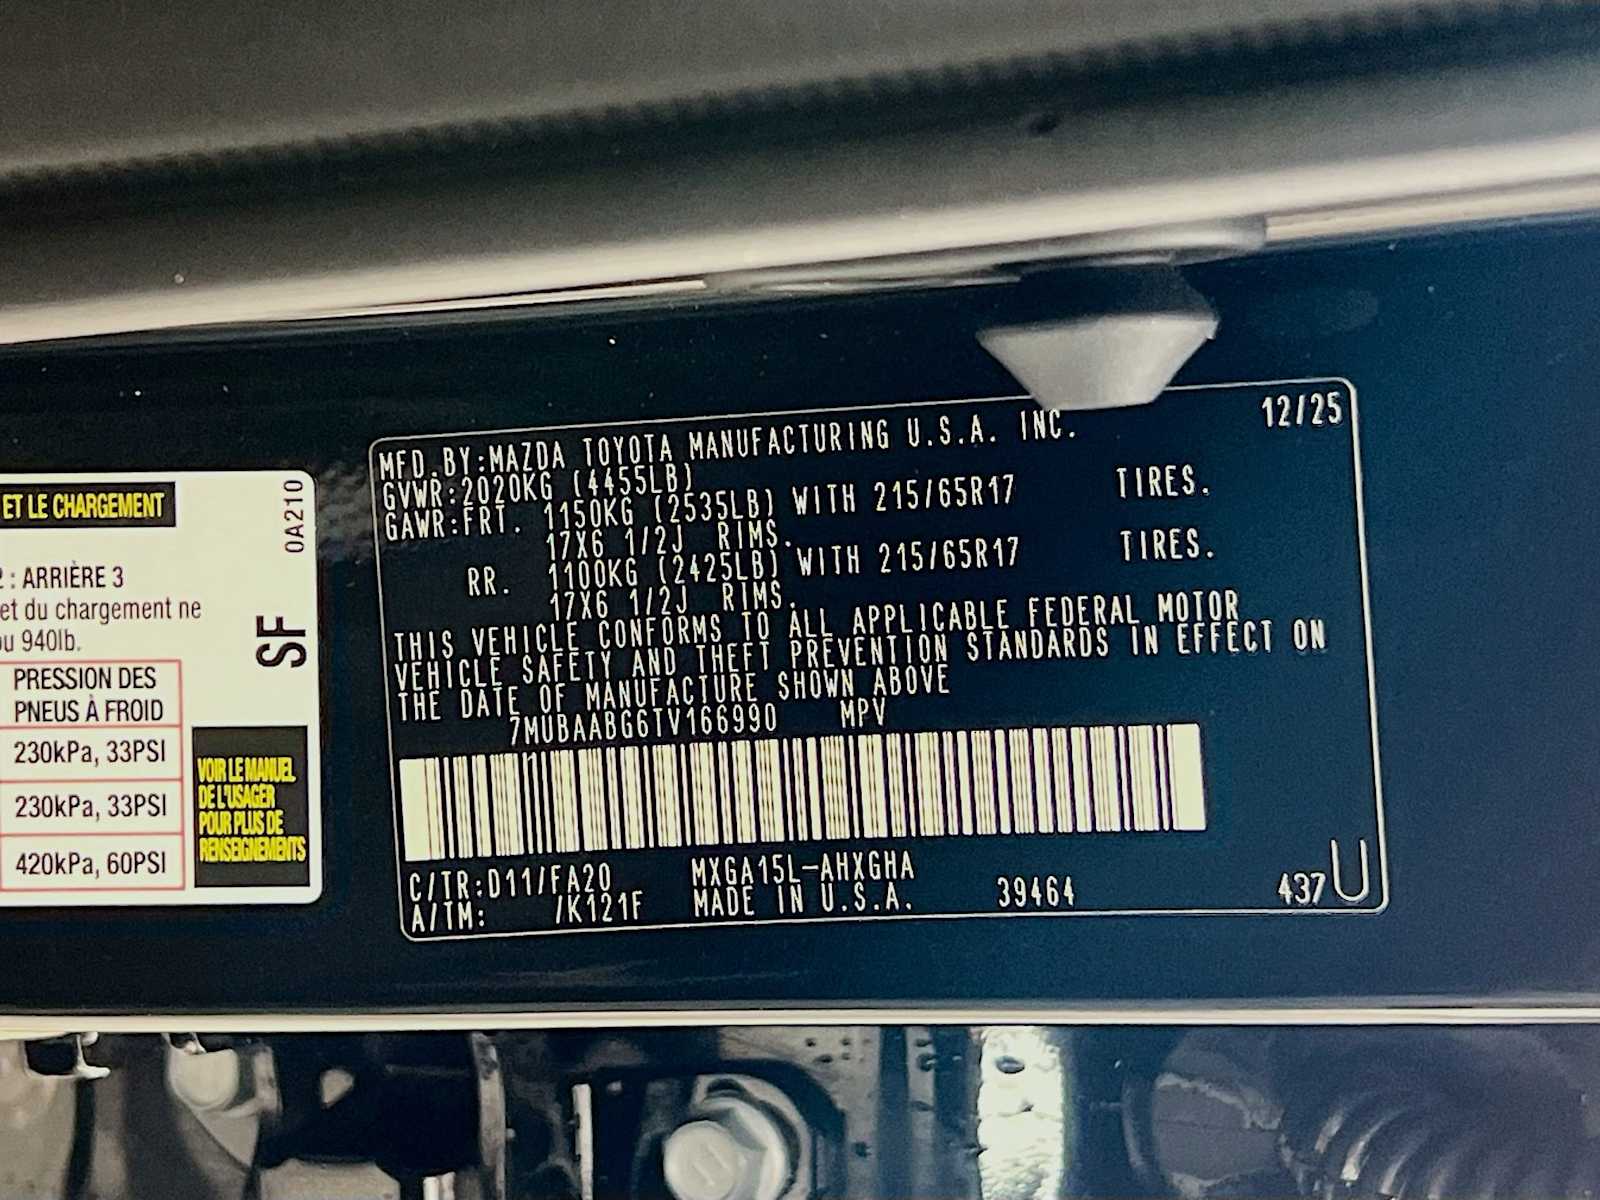 ET LE CHARGEMENT
0A210
: ARRIÈRE 3
et du chargement ne
940lb.
SF
PRESSION DES
PNEUS À FROID
230kPa, 33PSI
230kPa, 33PSI
420kPa, 60PSI
VOIR LE MANUEL
DE L'USAGER
POUR PLUS DE
RENSEIGNEMENTS
MFD.BY:MAZDA TOYOTA MANUFACTURING U.S.A. INC. 12/25
GVWR:2020KG (4455LB)
GAWR:FRT. 1150KG (2535LB) WITH 215/65R17 TIRES.
17X6 1/2J RIMS.
RR. 1100KG (2425LB) WITH 215/65R17 TIRES.
17X6 1/2J RIMS.
THIS VEHICLE CONFORMS TO ALL APPLICABLE FEDERAL MOTOR
VEHICLE SAFETY AND THEFT PREVENTION STANDARDS IN EFFECT ON
THE DATE OF MANUFACTURE SHOWN ABOVE
7MUBAABG6TV166990 MPV
C/TR:D11/FA20 MXGA15L-AHXGHA
A/TM: /K121F MADE IN U.S.A. 39464 437U